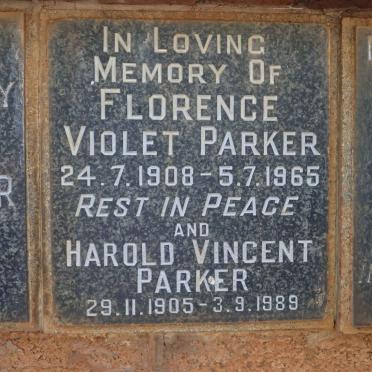 IN LOVING
MEMORY OF
FLORENCE
VIOLET PARKER
24.7.1908 - 5.7.1965
REST IN PEACE
AND
HAROLD VINCENT
PARKER
29.11.1905 - 3.9.1989